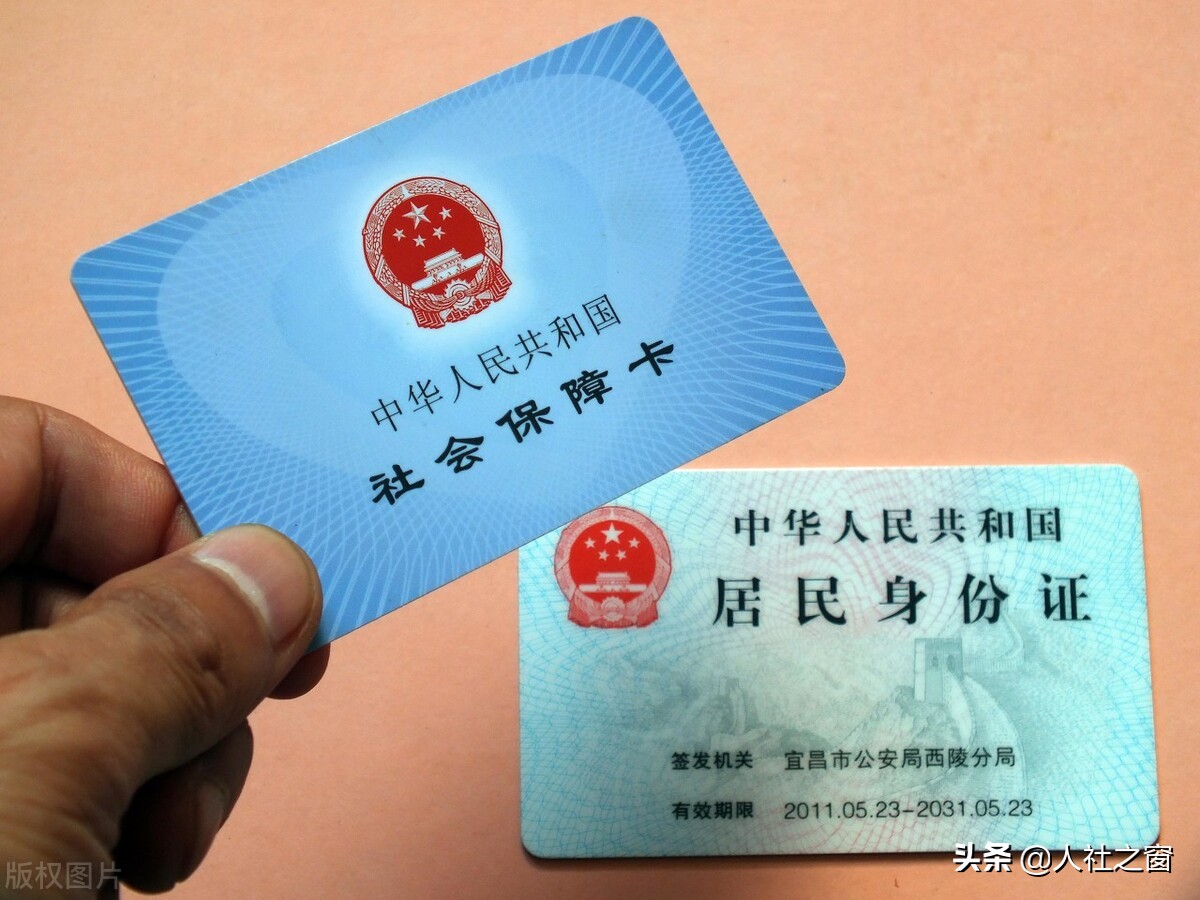 中华人民共和国
社会保障卡
中华人民共和国
居民身份证
签发机关 宜昌市公安局西陵分局
有效期限 2011.05.23-2031.05.23
版权图片
头条 @人社之窗